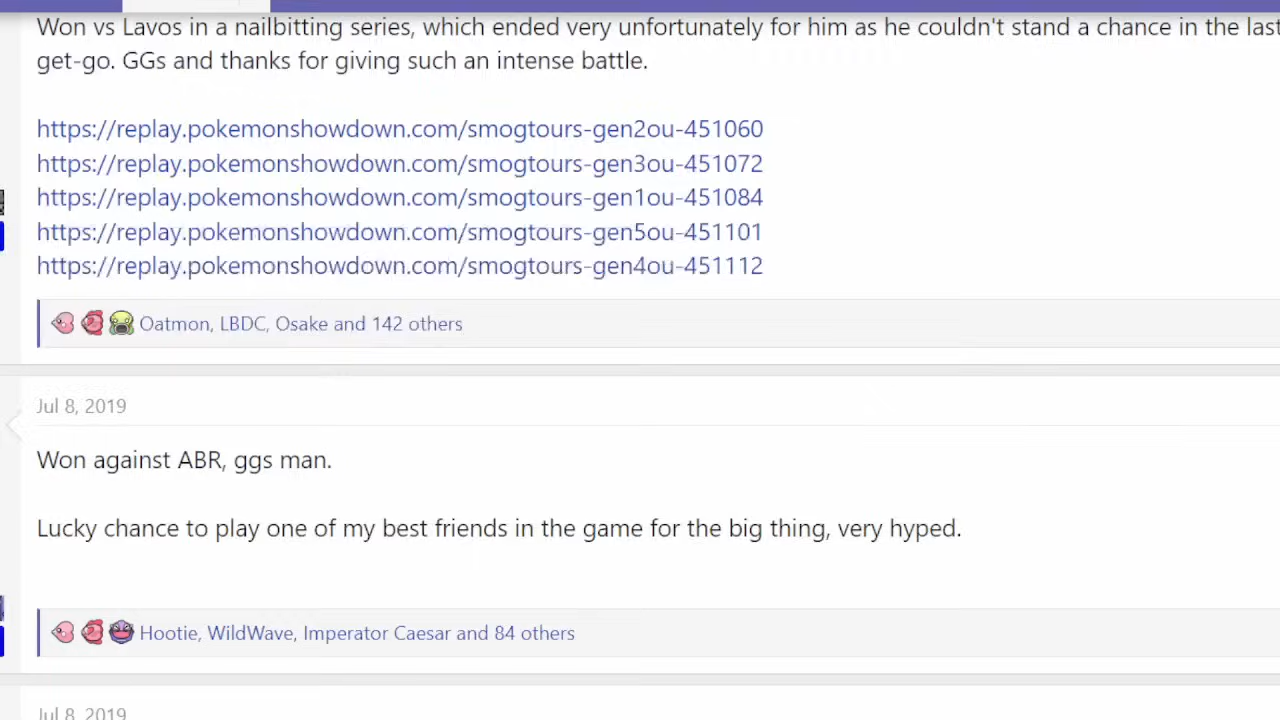 Won vs Lavos in a nailbitting series, which ended very unfortunately for him as he couldn't stand a chance in the last
get-go. GGs and thanks for giving such an intense battle.
https://replay.pokemonshowdown.com/smogtours-gen2ou-451060
https://replay.pokemonshowdown.com/smogtours-gen3ou-451072
https://replay.pokemonshowdown.com/smogtours-gen1ou-451084
https://replay.pokemonshowdown.com/smogtours-gen5ou-451101
https://replay.pokemonshowdown.com/smogtours-gen4ou-451112
Oatmon, LBDC, Osake and 142 others
Jul 8, 2019
Won against ABR, ggs man.
Lucky chance to play one of my best friends in the game for the big thing, very hyped.
Hootie, WildWave, Imperator Caesar and 84 others
Jul 8, 2019